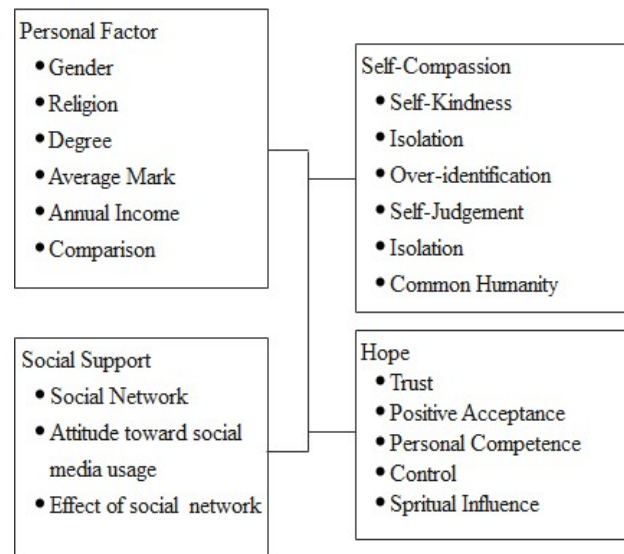 Personal Factor
• Gender
• Religion
• Degree
• Average Mark
• Annual Income
• Comparison
Self-Compassion
• Self-Kindness
• Isolation
• Over-identification
• Self-Judgement
• Isolation
• Common Humanity
Social Support
• Social Network
• Attitude toward social
media usage
• Effect of social network
Hope
• Trust
• Positive Acceptance
• Personal Competence
• Control
• Spritual Influence